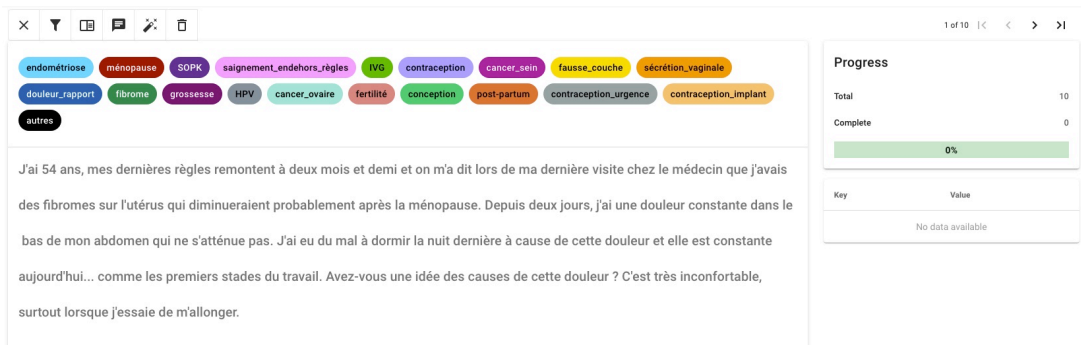 1 of 10
endométriose ménopause SOPK saignement_endehors_règles IVG contraception cancer_sein fausse_couche sécrétion_vaginale
douleur_rapport fibrome grossesse HPV cancer_ovaire fertilité conception post-partum contraception_urgence contraception_implant
autres
J'ai 54 ans, mes dernières règles remontent à deux mois et demi et on m'a dit lors de ma dernière visite chez le médecin que j'avais
des fibromes sur l'utérus qui diminueraient probablement après la ménopause. Depuis deux jours, j'ai une douleur constante dans le
bas de mon abdomen qui ne s'atténue pas. J'ai eu du mal à dormir la nuit dernière à cause de cette douleur et elle est constante
aujourd'hui... comme les premiers stades du travail. Avez-vous une idée des causes de cette douleur ? C'est très inconfortable,
surtout lorsque j'essaie de m'allonger.
Progress
Total 10
Complete 0
0%
Key Value
No data available